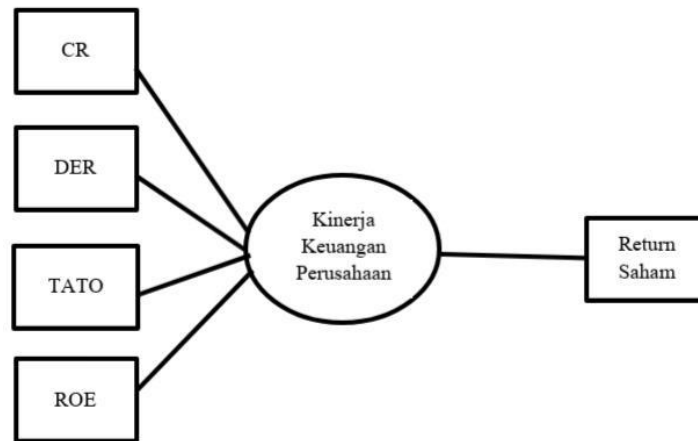 CR
DER
TATO
ROE
Kinerja
Keuangan
Perusahaan
Return
Saham